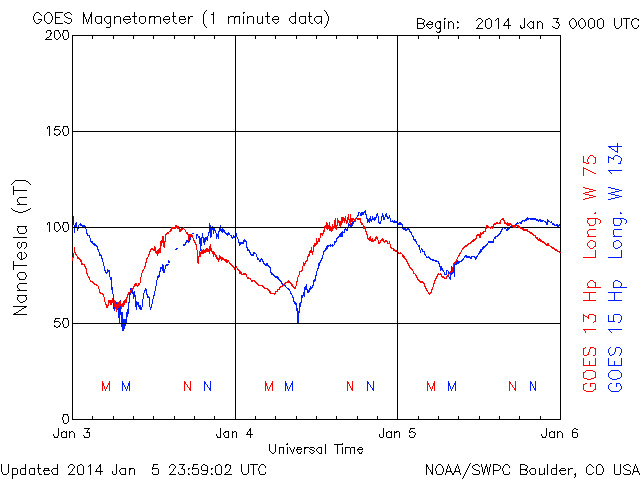 GOES Magnetometer (1 minute data)
Begin: 2014 Jan 3 0000 UTC
200
150
100
50
0
NanoTesla (nT)
M M N N M M N N M M N N
Jan 3 Jan 4 Jan 5 Jan 6
Universal Time
GOES 13 Hp Long. W 75
GOES 15 Hp Long. W 134
Updated 2014 Jan 5 23:59:02 UTC
NOAA/SWPC Boulder, CO USA